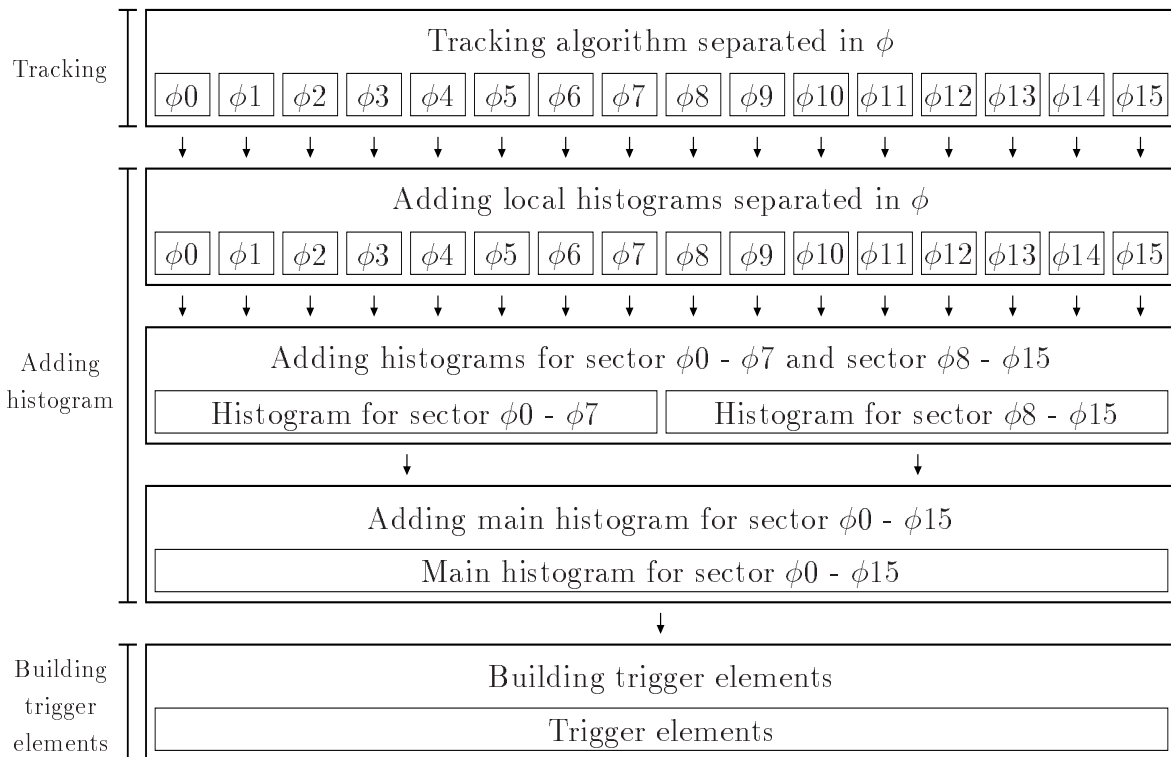 Tracking algorithm separated in ϕ
Tracking
ϕ0 ϕ1 ϕ2 ϕ3 ϕ4 ϕ5 ϕ6 ϕ7 ϕ8 ϕ9 ϕ10 ϕ11 ϕ12 ϕ13 ϕ14 ϕ15
Adding local histograms separated in ϕ
ϕ0 ϕ1 ϕ2 ϕ3 ϕ4 ϕ5 ϕ6 ϕ7 ϕ8 ϕ9 ϕ10 ϕ11 ϕ12 ϕ13 ϕ14 ϕ15
Adding
histogram
Adding histograms for sector ϕ0 - ϕ7 and sector ϕ8 - ϕ15
Histogram for sector ϕ0 - ϕ7
Histogram for sector ϕ8 - ϕ15
Adding main histogram for sector ϕ0 - ϕ15
Main histogram for sector ϕ0 - ϕ15
Building
trigger
elements
Building trigger elements
Trigger elements